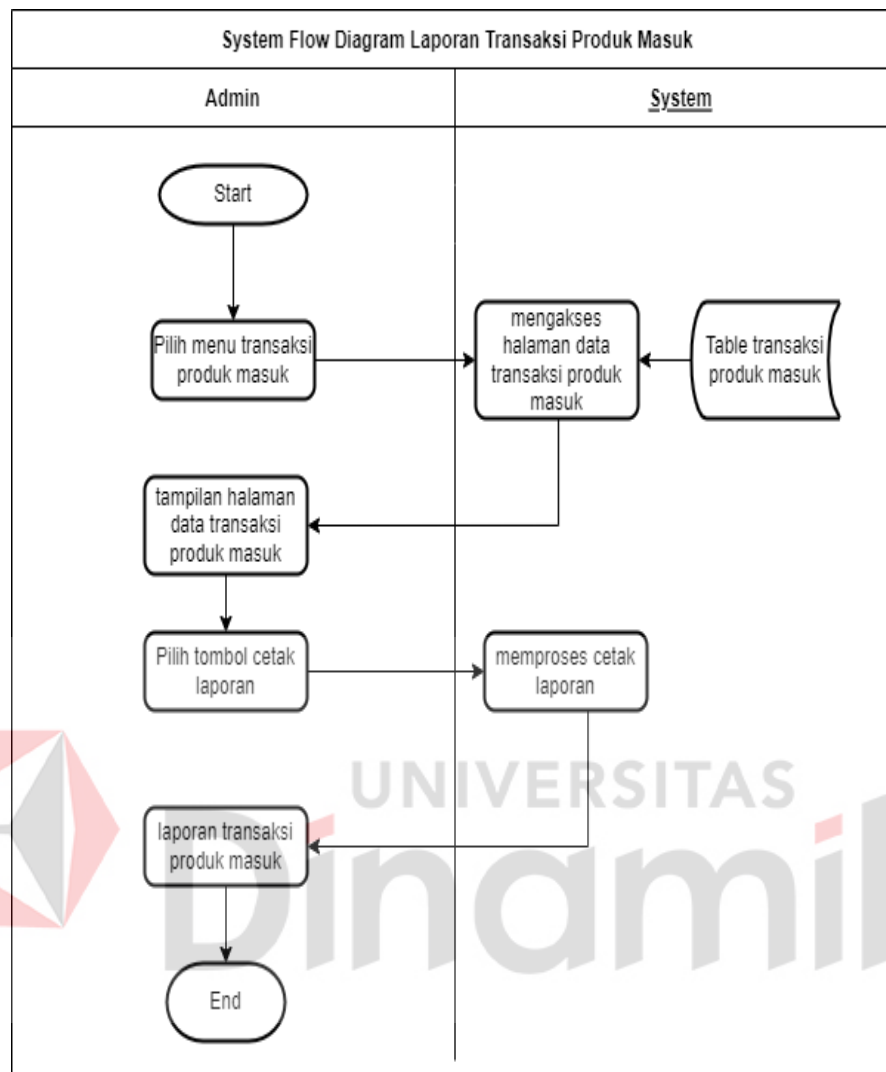 System Flow Diagram Laporan Transaksi Produk Masuk
Admin
System
Start
Pilih menu transaksi
produk masuk
mengakses
halaman data
transaksi produk
masuk
Table transaksi
produk masuk
tampilan halaman
data transaksi
produk masuk
Pilih tombol cetak
laporan
memproses cetak
laporan
UNIVERSITAS
laporan transaksi
produk masuk
End